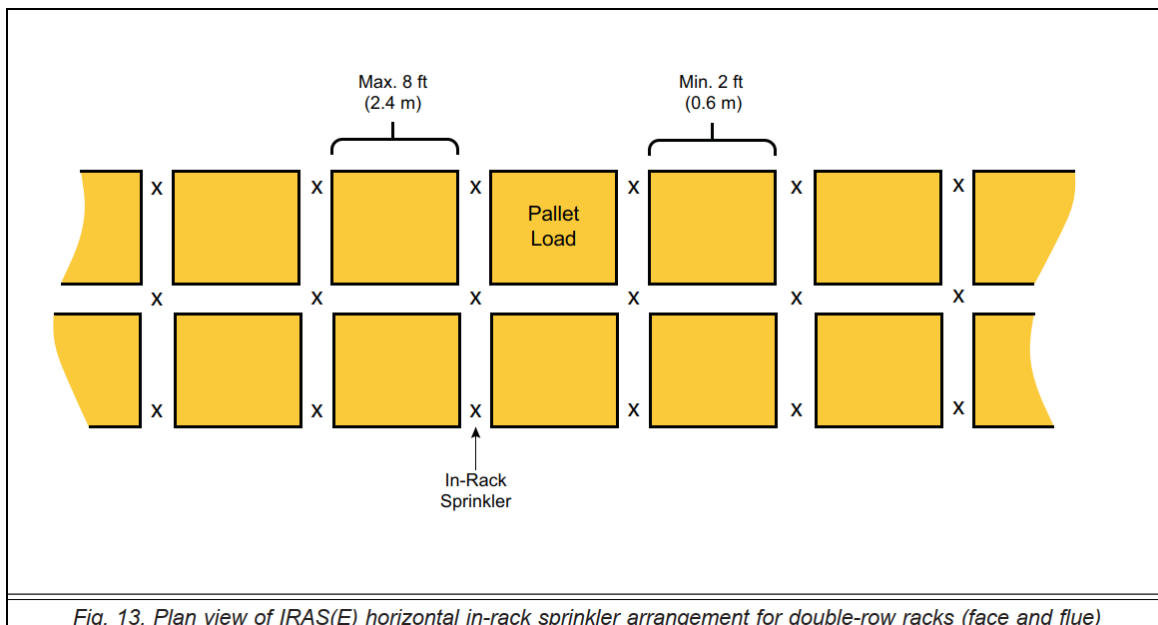 Max. 8 ft
(2.4 m)
Min. 2 ft
(0.6 m)
x x x x x x
Pallet
Load
x x x x x x
x x x x x x
In-Rack
Sprinkler
Fig. 13. Plan view of IRAS(E) horizontal in-rack sprinkler arrangement for double-row racks (face and flue)